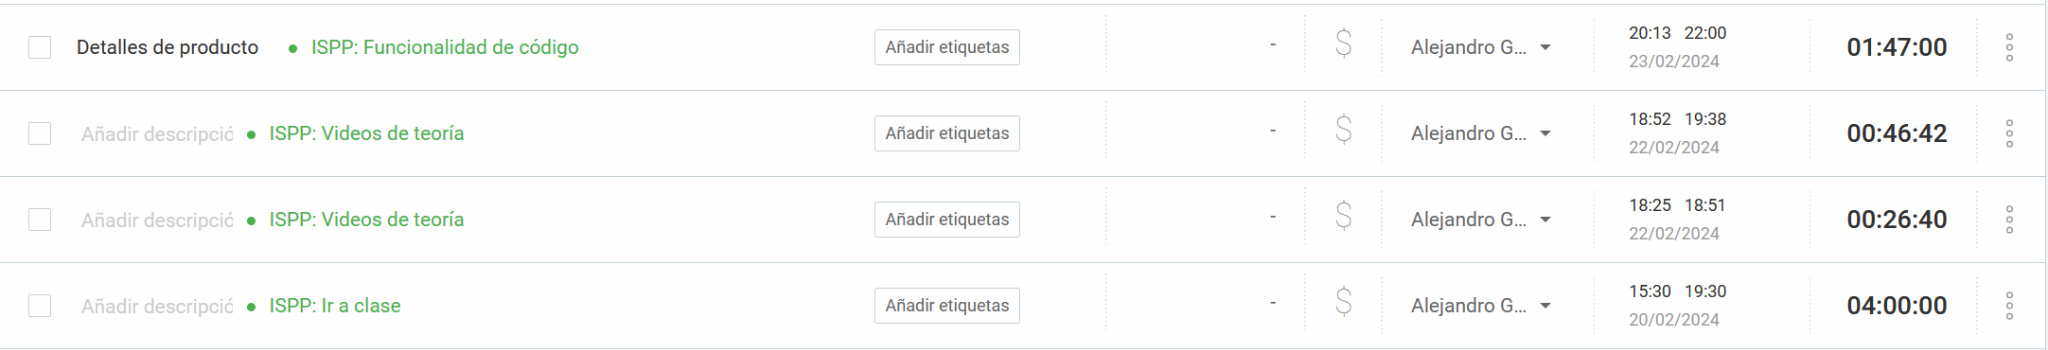 Detalles de producto ● ISPP: Funcionalidad de código Añadir etiquetas - $ Alejandro G... 20:13 22:00 01:47:00
23/02/2024
Añadir descripció ● ISPP: Videos de teoría Añadir etiquetas - $ Alejandro G... 18:52 19:38 00:46:42
22/02/2024
Añadir descripció ● ISPP: Videos de teoría Añadir etiquetas - $ Alejandro G... 18:25 18:51 00:26:40
22/02/2024
Añadir descripció ● ISPP: Ir a clase Añadir etiquetas - $ Alejandro G... 15:30 19:30 04:00:00
20/02/2024